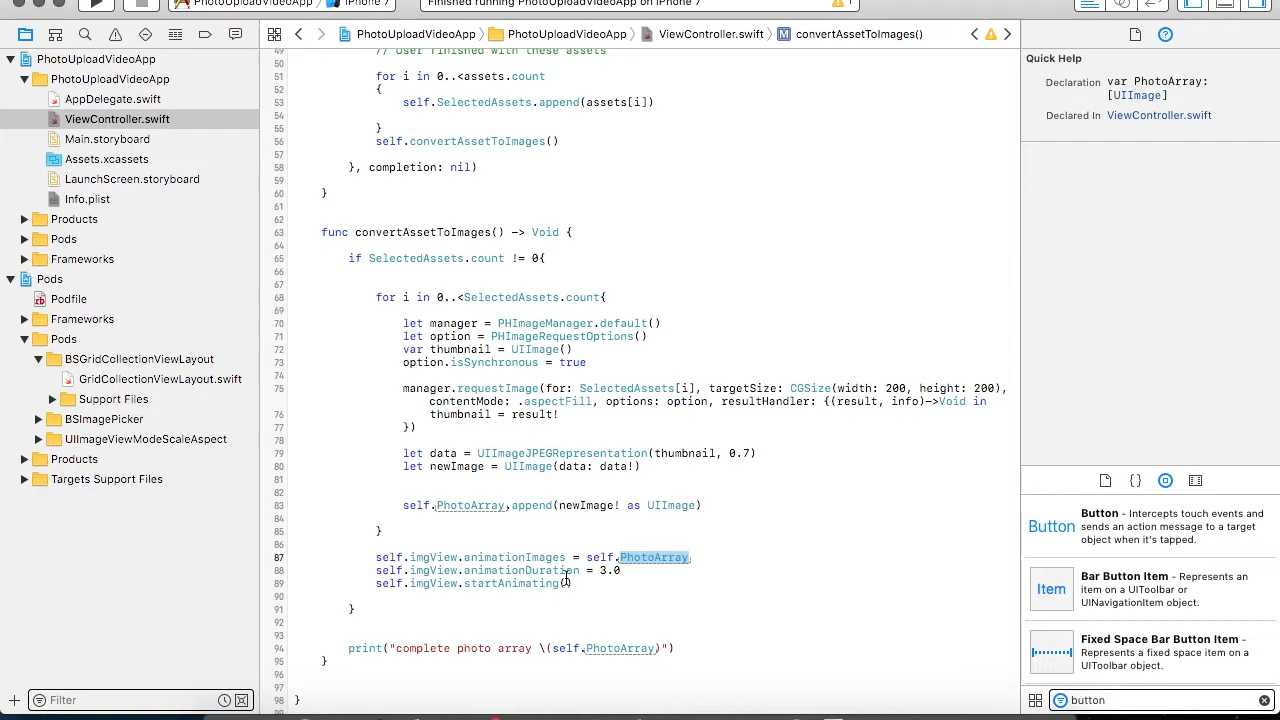 PhotoUploadVideoApp
iPhone 7
Finished running PhotoUploadVideoApp on iPhone 7
1
PhotoUploadVideoApp
PhotoUploadVideoApp
ViewController.swift
convertAssetToImages()
PhotoUploadVideoApp
PhotoUploadVideoApp
AppDelegate.swift
ViewController.swift
Main.storyboard
Assets.xcassets
LaunchScreen.storyboard
Info.plist
Products
Pods
Frameworks
Pods
Podfile
Frameworks
Pods
BSGridCollectionViewLayout
GridCollectionViewLayout.swift
Support Files
BSImagePicker
UIImageViewModeScaleAspect
Products
Targets Support Files
Filter
49 // User finished with these assets
50
51 for i in 0..<assets.count
52 {
53 self.SelectedAssets.append(assets[i])
54
55 }
56 self.convertAssetToImages()
57
58 }, completion: nil)
59
60 }
61
62
63 func convertAssetToImages() -> Void {
64
65 if SelectedAssets.count != 0{
66
67
68 for i in 0..<SelectedAssets.count{
69
70 let manager = PHImageManager.default()
71 let option = PHImageRequestOptions()
72 var thumbnail = UIImage()
73 option.isSynchronous = true
74
75 manager.requestImage(for: SelectedAssets[i], targetSize: CGSize(width: 200, height: 200),
contentMode: .aspectFill, options: option, resultHandler: {(result, info)->Void in
76 thumbnail = result!
77 })
78
79 let data = UIImageJPEGRepresentation(thumbnail, 0.7)
80 let newImage = UIImage(data: data!)
81
82
83 self.PhotoArray.append(newImage! as UIImage)
84
85 }
86
87 self.imgView.animationImages = self.PhotoArray
88 self.imgView.animationDuration = 3.0
89 self.imgView.startAnimating()
90
91 }
92
93
94 print("complete photo array \(self.PhotoArray)")
95 }
96
97
98 }
Quick Help
Declaration var PhotoArray:
[UIImage]
Declared In ViewController.swift
Button
Button - Intercepts touch events and
sends an action message to a target
object when it's tapped.
Item
Bar Button Item - Represents an
item on a UIToolbar or
UINavigationItem object.
Fixed Space Bar Button Item -
Represents a fixed space item on a
UIToolbar object.
button